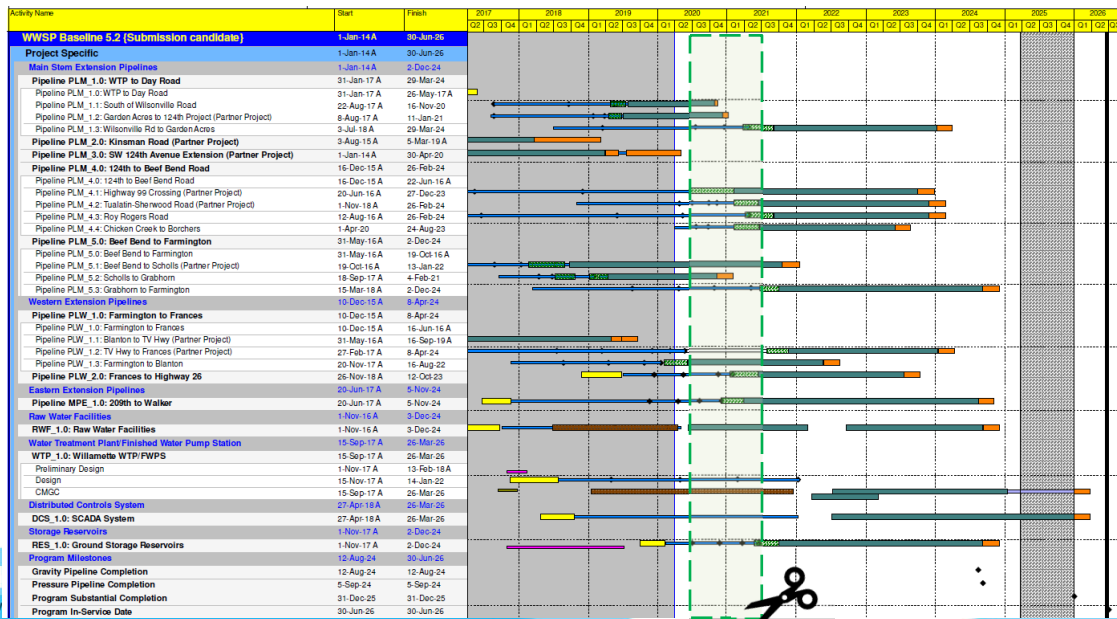 Activity Name Start Finish 2017 2018 2019 2020 2021 2022 2023 2024 2025 2026
Q2 Q3 Q4 Q1 Q2 Q3 Q4 Q1 Q2 Q3 Q4 Q1 Q2 Q3 Q4 Q1 Q2 Q3 Q4 Q1 Q2 Q3 Q4 Q1 Q2 Q3 Q4 Q1 Q2 Q3 Q4 Q1 Q2 Q3 Q4 Q1 Q2
WWSP Baseline 5.2 {Submission candidate} 1-Jan-14 A 30-Jun-26
Project Specific 1-Jan-14 A 30-Jun-26
Main Stem Extension Pipelines 1-Jan-14 A 2-Dec-24
Pipeline PLM_1.0: WTP to Day Road 31-Jan-17 A 29-Mar-24
Pipeline PLM_1.0: WTP to Day Road 31-Jan-17 A 26-May-17 A
Pipeline PLM_1.1: South of Wilsonville Road 22-Aug-17 A 16-Nov-20
Pipeline PLM_1.2: Garden Acres to 124th Project (Partner Project) 8-Aug-17 A 11-Jan-21
Pipeline PLM_1.3: Wilsonville Rd to Garden Acres 3-Jul-18 A 29-Mar-24
Pipeline PLM_2.0: Kinsman Road (Partner Project) 3-Aug-15 A 5-Mar-19 A
Pipeline PLM_3.0: SW 124th Avenue Extension (Partner Project) 1-Jan-14 A 30-Apr-20
Pipeline PLM_4.0: 124th to Beef Bend Road 16-Dec-15 A 26-Feb-24
Pipeline PLM_4.0: 124th to Beef Bend Road 16-Dec-15 A 22-Jun-16 A
Pipeline PLM_4.1: Highway 99 Crossing (Partner Project) 20-Jun-16 A 27-Dec-23
Pipeline PLM_4.2: Tualatin-Sherwood Road (Partner Project) 1-Nov-18 A 26-Feb-24
Pipeline PLM_4.3: Roy Rogers Road 12-Aug-16 A 26-Feb-24
Pipeline PLM_4.4: Chicken Creek to Borchers 1-Apr-20 24-Aug-23
Pipeline PLM_5.0: Beef Bend to Farmington 31-May-16 A 2-Dec-24
Pipeline PLM_5.0: Beef Bend to Farmington 31-May-16 A 19-Oct-16 A
Pipeline PLM_5.1: Beef Bend to Scholls (Partner Project) 19-Oct-16 A 13-Jan-22
Pipeline PLM_5.2: Scholls to Grabhorn 18-Sep-17 A 4-Feb-21
Pipeline PLM_5.3: Grabhorn to Farmington 15-Mar-18 A 2-Dec-24
Western Extension Pipelines 10-Dec-15 A 8-Apr-24
Pipeline PLW_1.0: Farmington to Frances 10-Dec-15 A 8-Apr-24
Pipeline PLW_1.0: Farmington to Frances 10-Dec-15 A 16-Jun-16 A
Pipeline PLW_1.1: Blanton to TV Hwy (Partner Project) 31-May-16 A 16-Sep-19 A
Pipeline PLW_1.2: TV Hwy to Frances (Partner Project) 27-Feb-17 A 8-Apr-24
Pipeline PLW_1.3: Farmington to Blanton 20-Nov-17 A 16-Aug-22
Pipeline PLW_2.0: Frances to Highway 26 26-Nov-18 A 12-Oct-23
Eastern Extension Pipelines 20-Jun-17 A 5-Nov-24
Pipeline MPE_1.0: 209th to Walker 20-Jun-17 A 5-Nov-24
Raw Water Facilities 1-Nov-16 A 3-Dec-24
RWF_1.0: Raw Water Facilities 1-Nov-16 A 3-Dec-24
Water Treatment Plant/Finished Water Pump Station 15-Sep-17 A 26-Mar-26
WTP_1.0: Willamette WTP/FWPS 15-Sep-17 A 26-Mar-26
Preliminary Design 1-Nov-17 A 13-Feb-18 A
Design 15-Nov-17 A 14-Jan-22
CMGC 15-Sep-17 A 26-Mar-26
Distributed Controls System 27-Apr-18 A 26-Mar-26
DCS_1.0: SCADA System 27-Apr-18 A 26-Mar-26
Storage Reservoirs 1-Nov-17 A 2-Dec-24
RES_1.0: Ground Storage Reservoirs 1-Nov-17 A 2-Dec-24
Program Milestones 12-Aug-24 30-Jun-26
Gravity Pipeline Completion 12-Aug-24 12-Aug-24
Pressure Pipeline Completion 5-Sep-24 5-Sep-24
Program Substantial Completion 31-Dec-25 31-Dec-25
Program In-Service Date 30-Jun-26 30-Jun-26